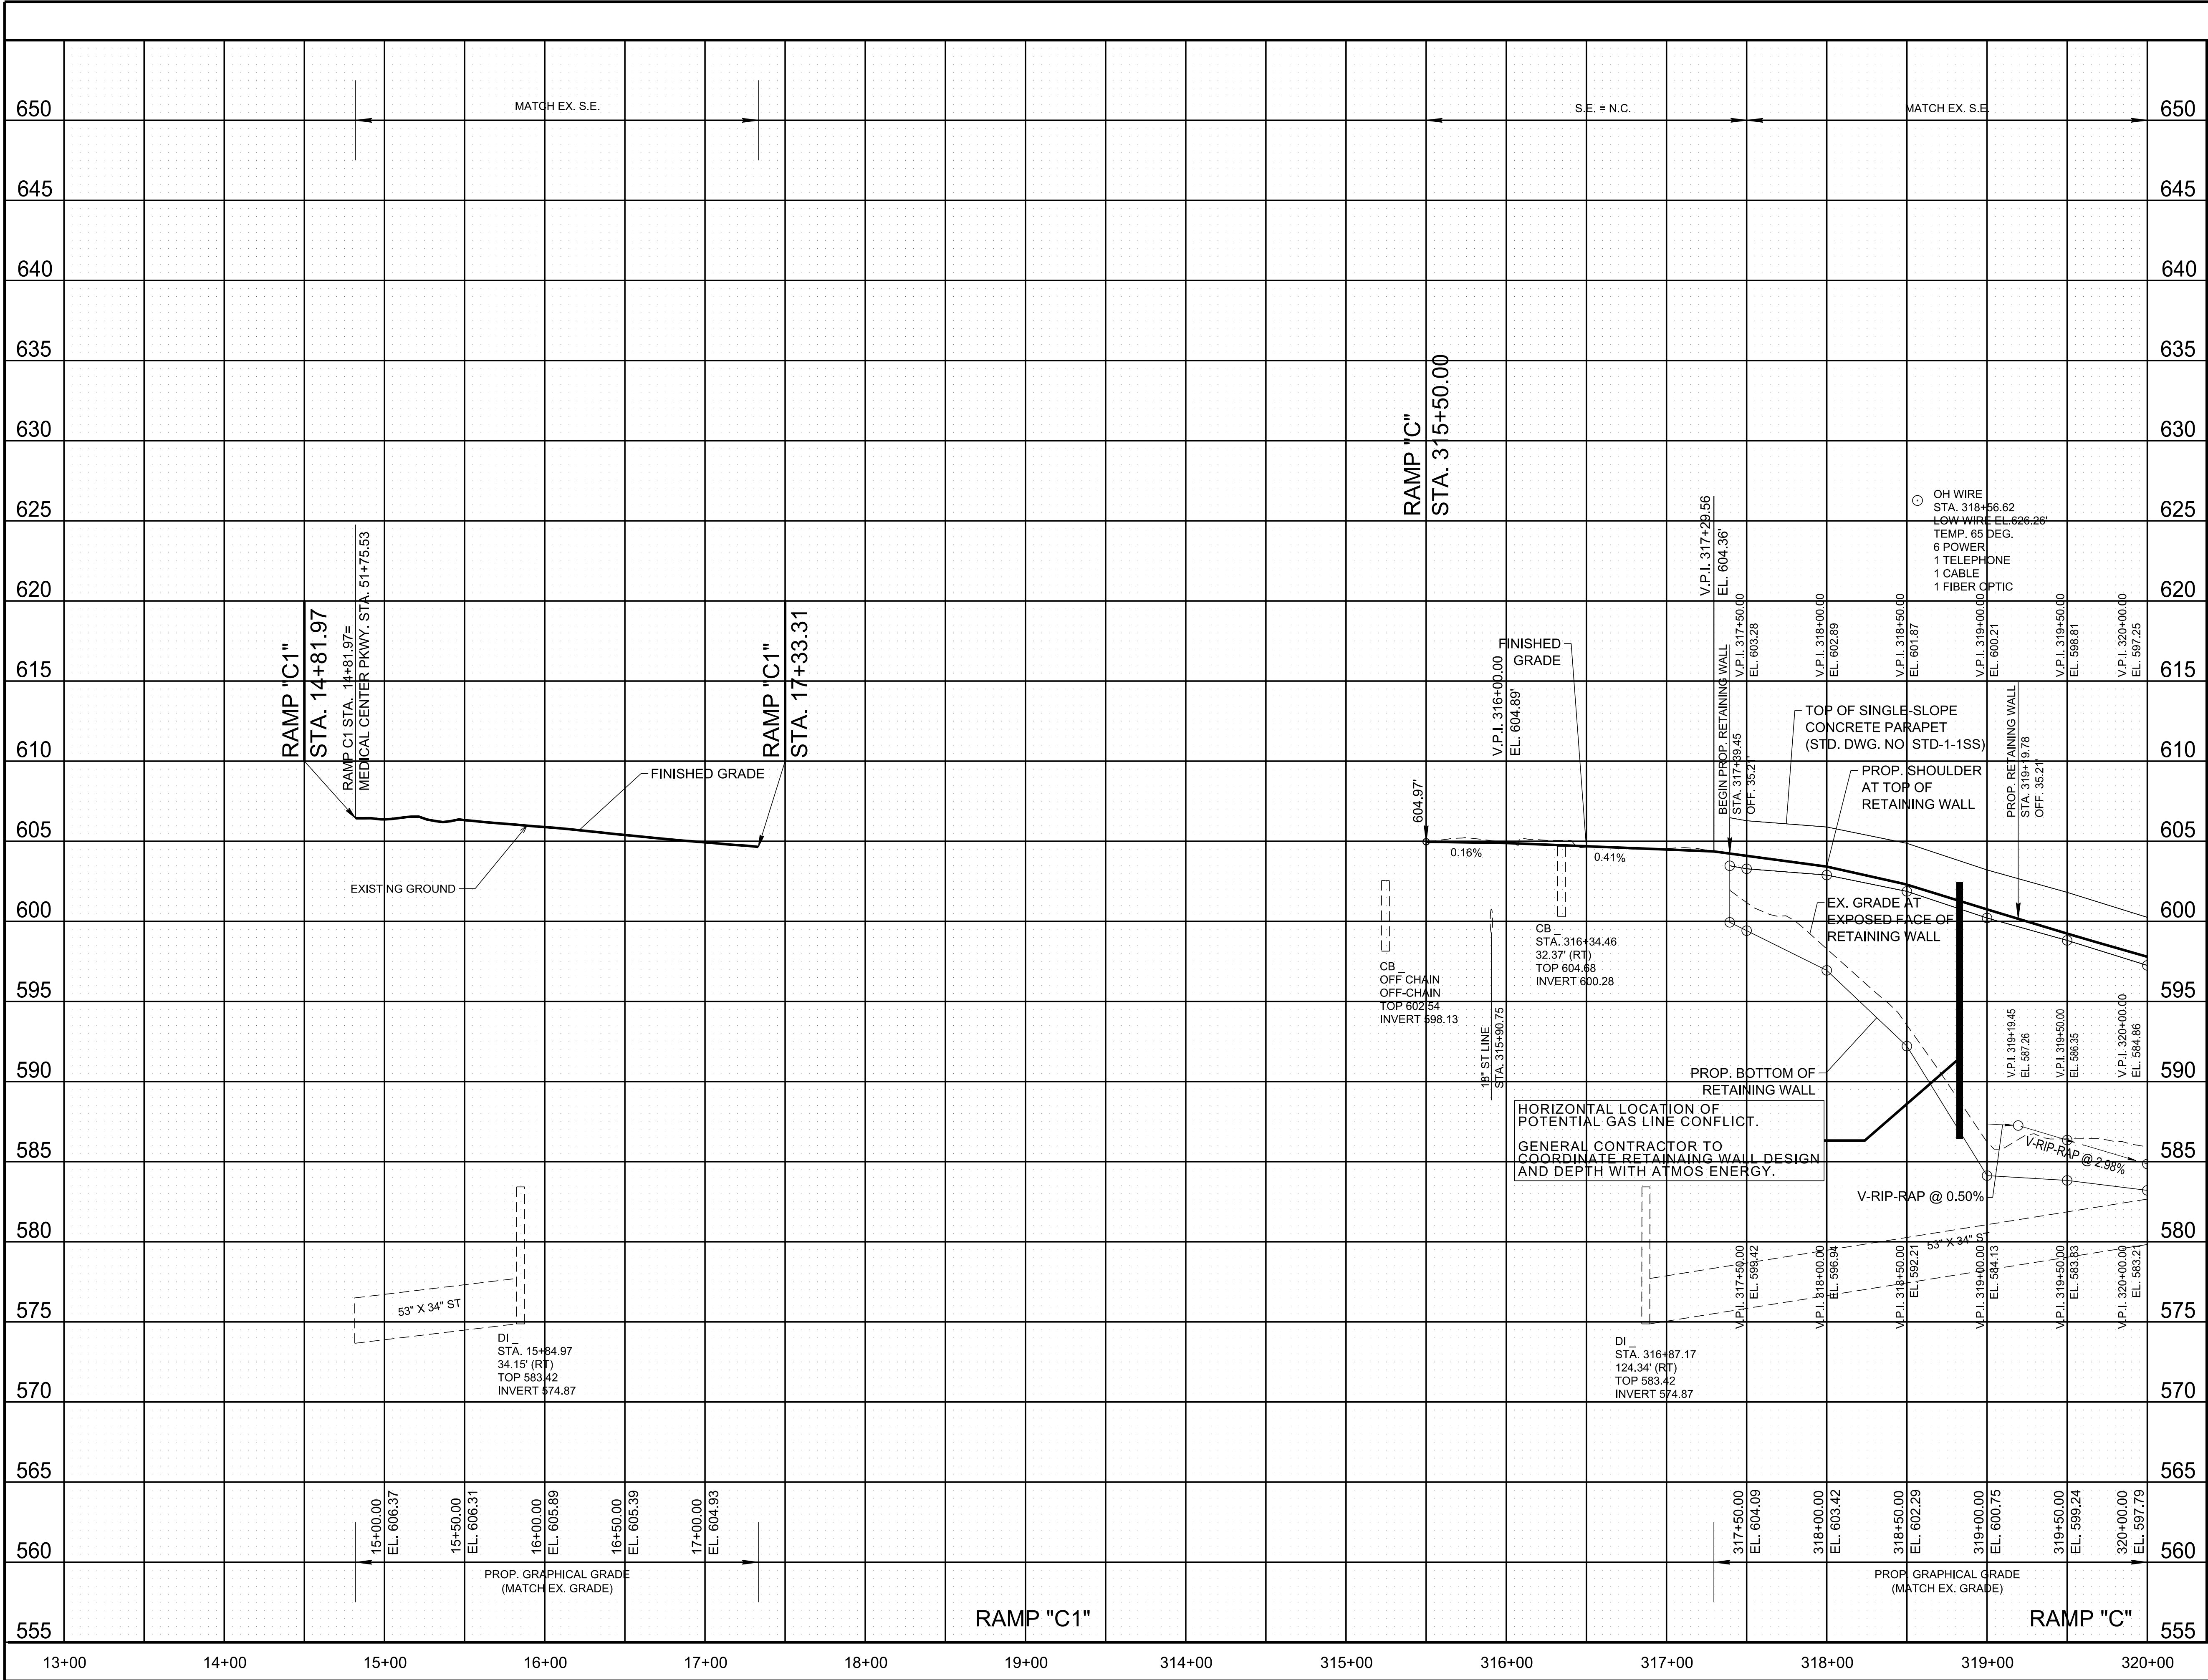 MATCH EX. S.E.
S.E. = N.C.
MATCH EX. S.E.
650
650
645
645
640
640
635
635
630
630
625
625
620
620
615
615
610
610
605
605
600
600
595
595
590
590
585
585
580
580
575
575
570
570
565
565
560
560
555
555
RAMP "C1"
STA. 14+81.97
RAMP C1 STA. 14+81.97=
MEDICAL CENTER PKWY. STA. 51+75.53
RAMP "C1"
STA. 17+33.31
FINISHED GRADE
EXISTING GROUND
53" X 34" ST
DI _
STA. 15+84.97
34.15' (RT)
TOP 583.42
INVERT 574.87
15+00.00
EL. 606.37
15+50.00
EL. 606.31
16+00.00
EL. 605.89
16+50.00
EL. 605.39
17+00.00
EL. 604.93
PROP. GRAPHICAL GRADE
(MATCH EX. GRADE)
RAMP "C1"
RAMP "C"
STA. 315+50.00
604.97'
0.16%
0.41%
V.P.I. 316+00.00
EL. 604.89'
FINISHED
GRADE
V.P.I. 317+29.56
EL. 604.36'
BEGIN PROP. RETAINING WALL
STA. 317+39.45
OFF. 35.21'
OH WIRE
STA. 318+56.62
LOW WIRE EL.626.26'
TEMP. 65 DEG.
6 POWER
1 TELEPHONE
1 CABLE
1 FIBER OPTIC
V.P.I. 317+50.00
EL. 603.28
V.P.I. 318+00.00
EL. 602.89
V.P.I. 318+50.00
EL. 601.87
V.P.I. 319+00.00
EL. 600.21
V.P.I. 319+50.00
EL. 598.81
V.P.I. 320+00.00
EL. 597.25
TOP OF SINGLE-SLOPE
CONCRETE PARAPET
(STD. DWG. NO. STD-1-1SS)
PROP. SHOULDER
AT TOP OF
RETAINING WALL
PROP. RETAINING WALL
STA. 319+19.78
OFF. 35.21'
EX. GRADE AT
EXPOSED FACE OF
RETAINING WALL
CB _
OFF CHAIN
OFF-CHAIN
TOP 602.54
INVERT 598.13
18" ST LINE
STA. 315+90.75
CB _
STA. 316+34.46
32.37' (RT)
TOP 604.68
INVERT 600.28
PROP. BOTTOM OF
RETAINING WALL
HORIZONTAL LOCATION OF
POTENTIAL GAS LINE CONFLICT.
GENERAL CONTRACTOR TO
COORDINATE RETAINAING WALL DESIGN
AND DEPTH WITH ATMOS ENERGY.
V.P.I. 319+19.45
EL. 587.26
V.P.I. 319+50.00
EL. 586.35
V.P.I. 320+00.00
EL. 584.86
V-RIP-RAP @ 2.98%
V-RIP-RAP @ 0.50%
53" X 34" ST
V.P.I. 317+50.00
EL. 599.42
V.P.I. 318+00.00
EL. 596.94
V.P.I. 318+50.00
EL. 592.21
V.P.I. 319+00.00
EL. 584.13
V.P.I. 319+50.00
EL. 583.83
V.P.I. 320+00.00
EL. 583.21
DI _
STA. 316+87.17
124.34' (RT)
TOP 583.42
INVERT 574.87
317+50.00
EL. 604.09
318+00.00
EL. 603.42
318+50.00
EL. 602.29
319+00.00
EL. 600.75
319+50.00
EL. 599.24
320+00.00
EL. 597.79
PROP. GRAPHICAL GRADE
(MATCH EX. GRADE)
RAMP "C"
13+00
14+00
15+00
16+00
17+00
18+00
19+00
314+00
315+00
316+00
317+00
318+00
319+00
320+00